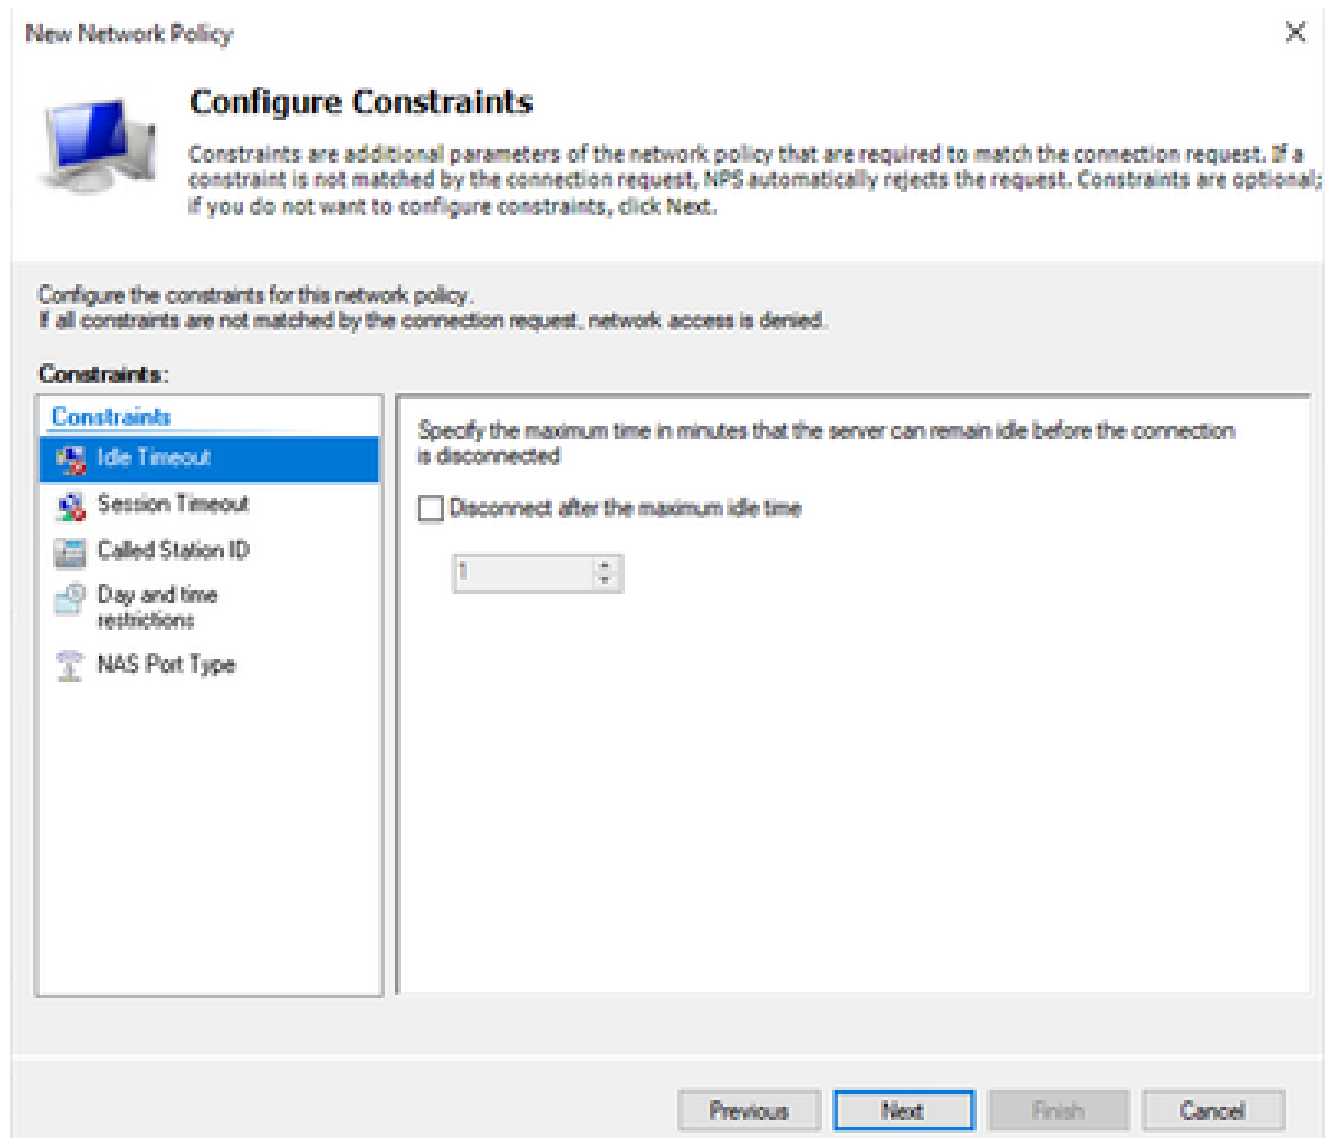 New Network Policy
Configure Constraints
Constraints are additional parameters of the network policy that are required to match the connection request. If a
constraint is not matched by the connection request, NPS automatically rejects the request. Constraints are optional;
if you do not want to configure constraints, click Next.
Configure the constraints for this network policy.
If all constraints are not matched by the connection request, network access is denied.
Constraints:
Constraints
Idle Timeout
Session Timeout
Called Station ID
Day and time
restrictions
NAS Port Type
Specify the maximum time in minutes that the server can remain idle before the connection
is disconnected
Disconnect after the maximum idle time
1
Previous Next Finish Cancel